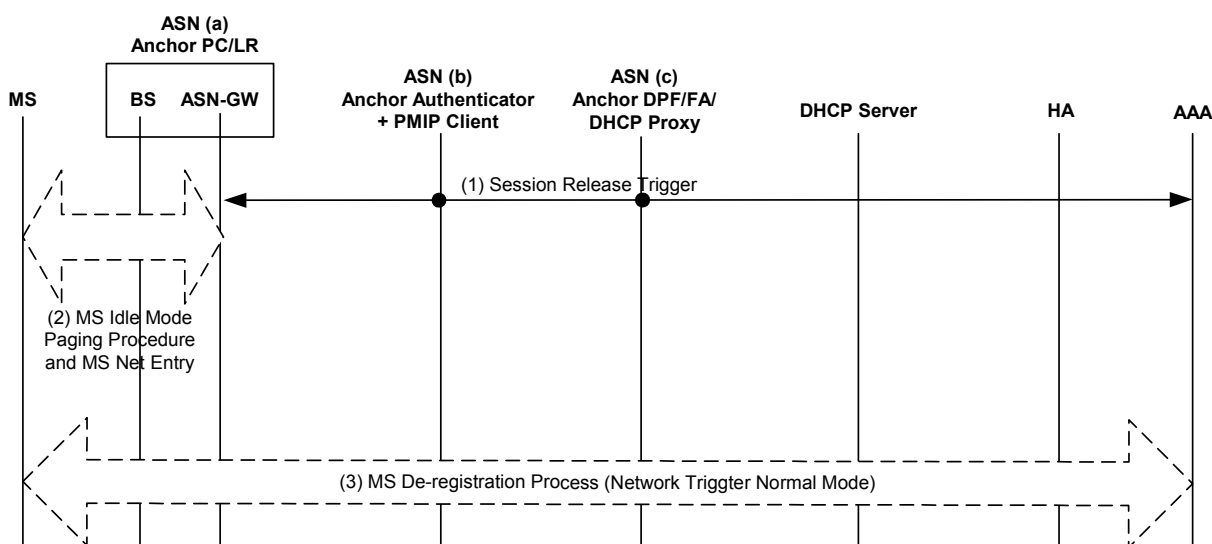 ASN (a)
Anchor PC/LR
MS
BS
ASN-GW
ASN (b)
Anchor Authenticator
+ PMIP Client
ASN (c)
Anchor DPF/FA/
DHCP Proxy
DHCP Server
HA
AAA
(1) Session Release Trigger
(2) MS Idle Mode
Paging Procedure
and MS Net Entry
(3) MS De-registration Process (Network Triggter Normal Mode)